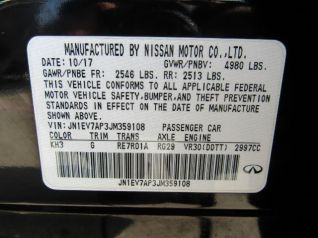 MANUFACTURED BY NISSAN MOTOR CO.,LTD.
DATE: 10/17 GVWR/PNBV: 4980 LBS.
GAWR/PNBE FR: 2546 LBS. RR: 2513 LBS.
THIS VEHICLE CONFORMS TO ALL APPLICABLE FEDERAL
MOTOR VEHICLE SAFETY, BUMPER, AND THEFT PREVENTION
STANDARDS IN EFFECT ON THE DATE OF MANUFACTURE
SHOWN ABOVE.
VIN: JN1EV7AP3JM359108 PASSENGER CAR
COLOR TRIM TRANS AXLE ENGINE
KH3 G RE7R01A RG29 VR30(DDTT) 2997CC
JN1EV7AP3JM359108